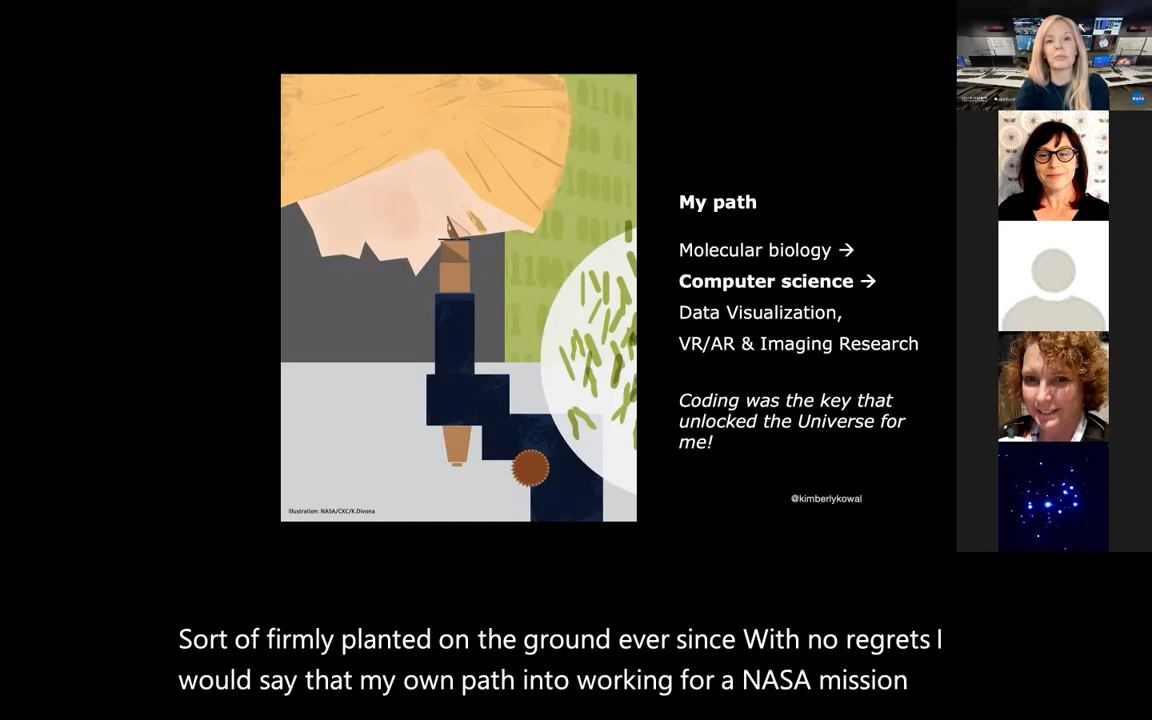 My path
Molecular biology →
Computer science →
Data Visualization,
VR/AR & Imaging Research
Coding was the key that
unlocked the Universe for
me!
@kimberlykowal
Illustration: NASA/CXC/K.Divona
NASA
Sort of firmly planted on the ground ever since With no regrets I
would say that my own path into working for a NASA mission